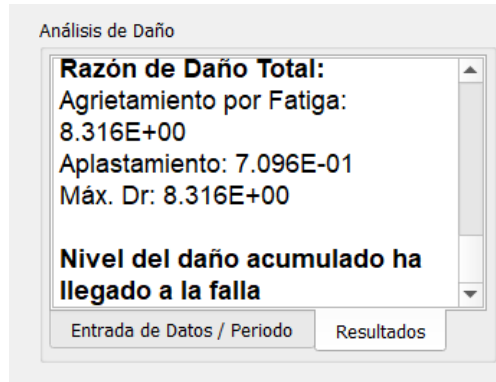 Análisis de Daño
Razón de Daño Total:
Agrietamiento por Fatiga:
8.316E+00
Aplastamiento: 7.096E-01
Máx. Dr: 8.316E+00
Nivel del daño acumulado ha
llegado a la falla
Entrada de Datos / Periodo
Resultados